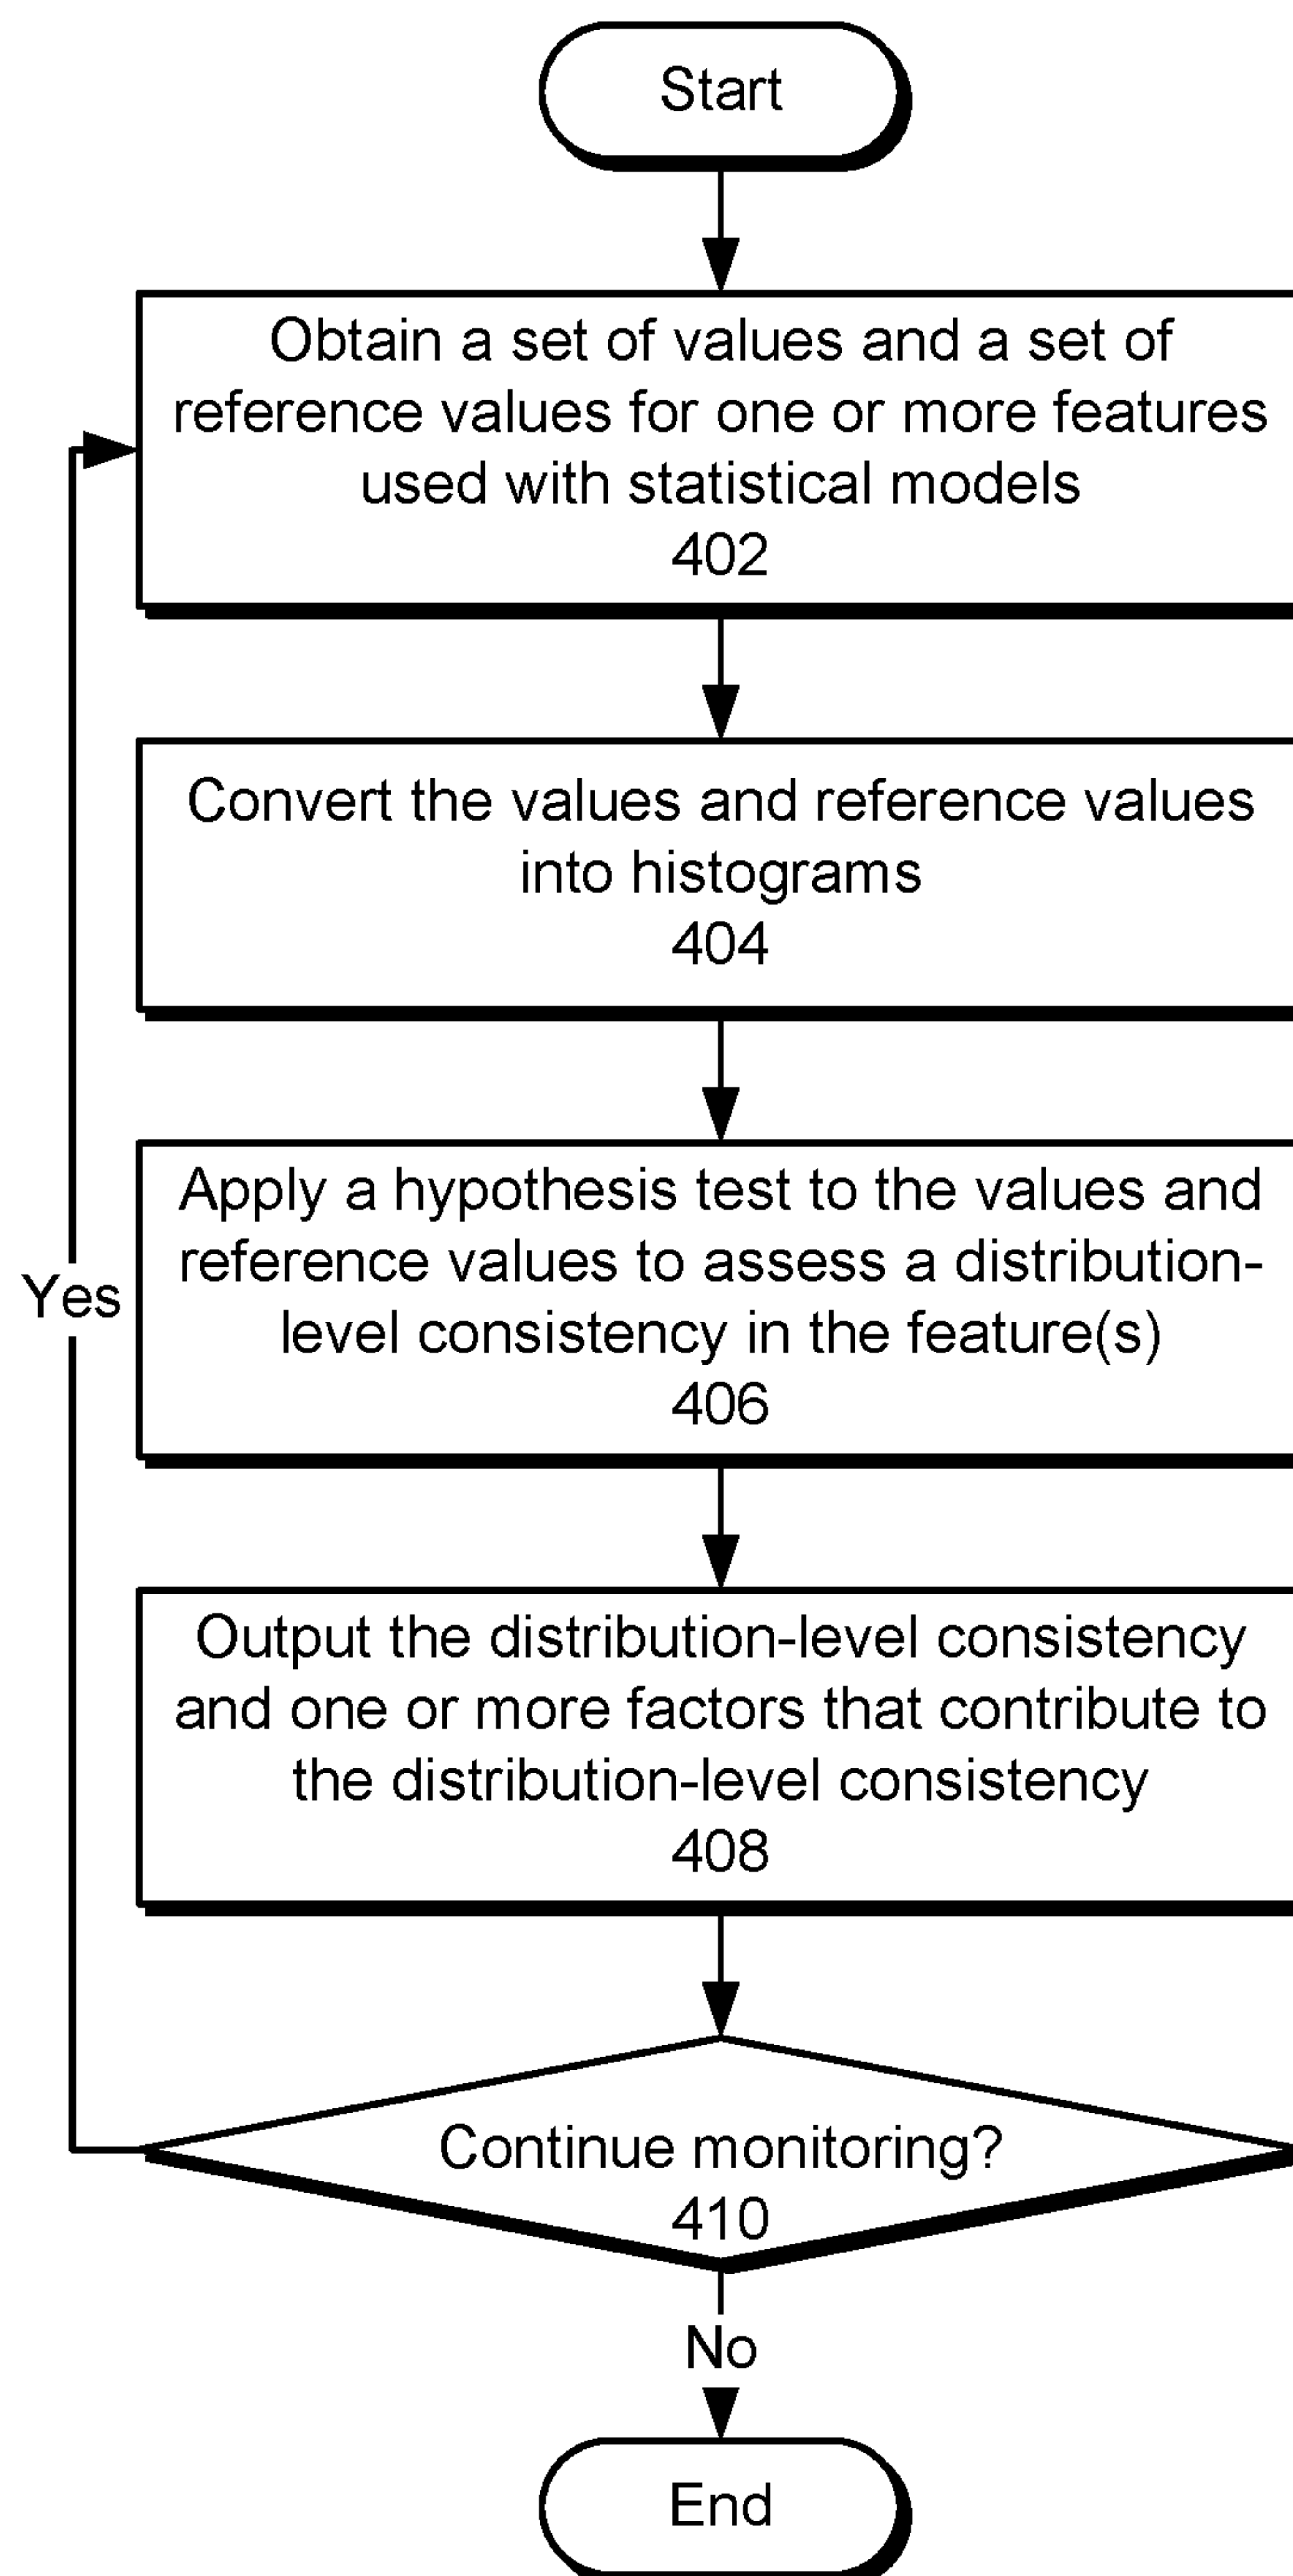 Start
Obtain a set of values and a set of
reference values for one or more features
used with statistical models
402
Convert the values and reference values
into histograms
404
Apply a hypothesis test to the values and
reference values to assess a distribution-
level consistency in the feature(s)
406
Yes
Output the distribution-level consistency
and one or more factors that contribute to
the distribution-level consistency
408
Continue monitoring?
410
No
End